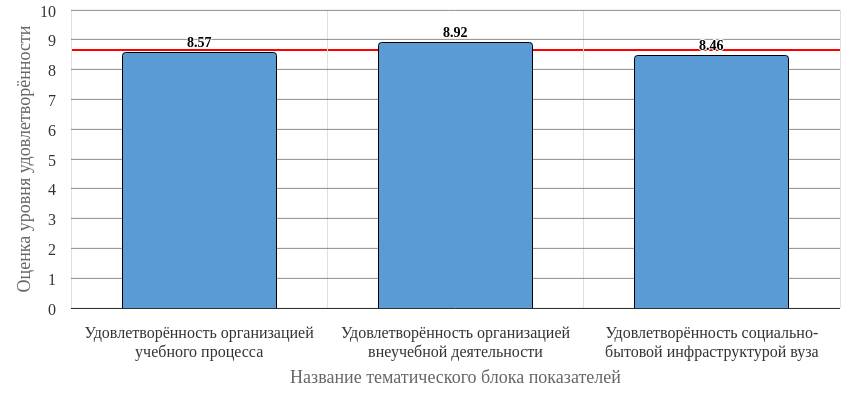 Оценка уровня удовлетворённости
10
9
8
7
6
5
4
3
2
1
0
8.57
8.92
8.46
Удовлетворённость организацией
учебного процесса
Удовлетворённость организацией
внеучебной деятельности
Удовлетворённость социально-
бытовой инфраструктурой вуза
Название тематического блока показателей